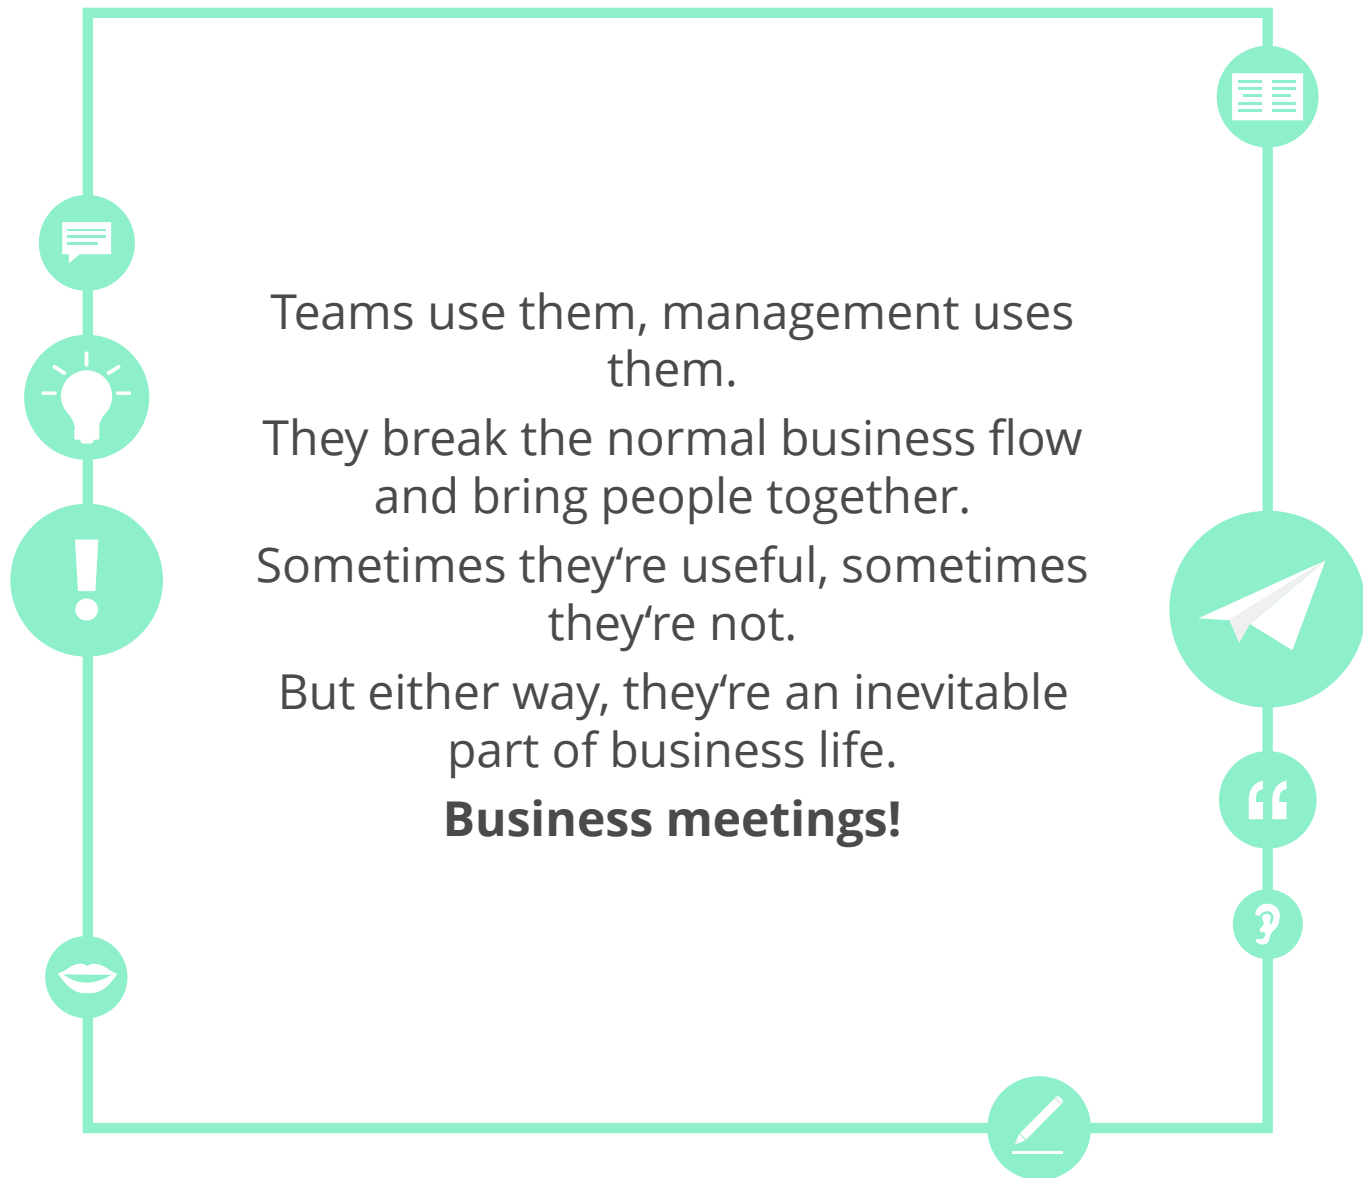 Teams use them, management uses
them.
They break the normal business flow
and bring people together.
Sometimes they‘re useful, sometimes
they‘re not.
But either way, they‘re an inevitable
part of business life.
Business meetings!